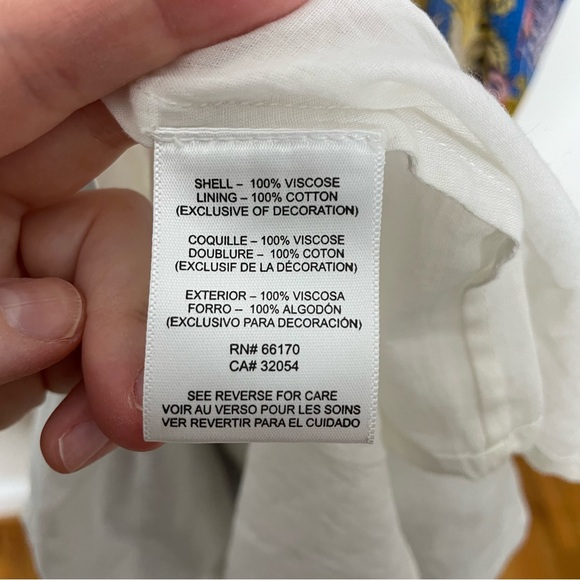 SHELL – 100% VISCOSE
LINING – 100% COTTON
(EXCLUSIVE OF DECORATION)
COQUILLE – 100% VISCOSE
DOUBLURE – 100% COTON
(EXCLUSIF DE LA DÉCORATION)
EXTERIOR – 100% VISCOSA
FORRO – 100% ALGODÓN
(EXCLUSIVO PARA DECORACIÓN)
RN# 66170
CA# 32054
SEE REVERSE FOR CARE
VOIR AU VERSO POUR LES SOINS
VER REVERTIR PARA EL CUIDADO